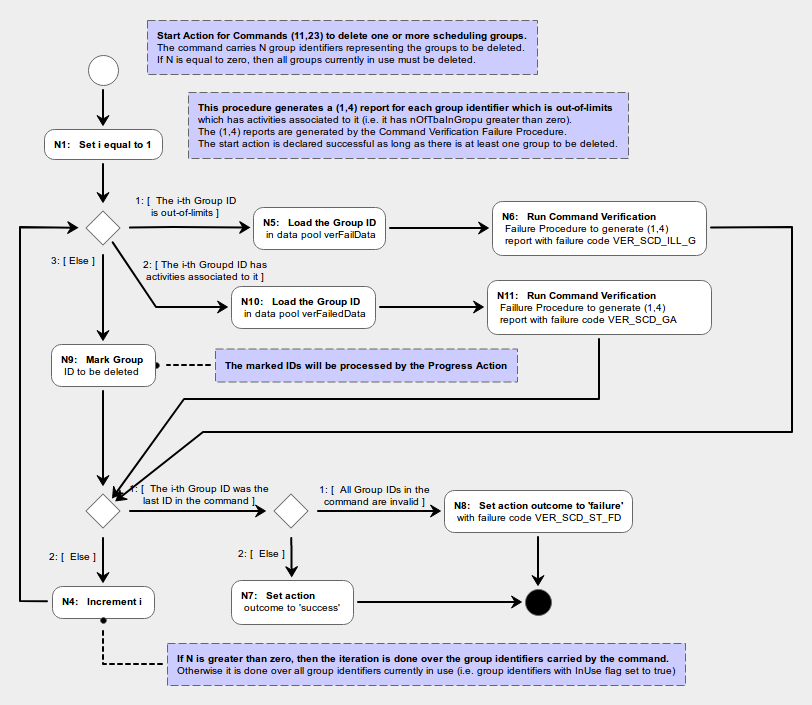 Start Action for Commands (11,23) to delete one or more scheduling groups.
The command carries N group identifiers representing the groups to be deleted.
If N is equal to zero, then all groups currently in use must be deleted.
This procedure generates a (1,4) report for each group identifier which is out-of-limits
which has activities associated to it (i.e. it has nOfTbaInGropu greater than zero).
The (1,4) reports are generated by the Command Verification Failure Procedure.
The start action is declared successful as long as there is at least one group to be deleted.
N1: Set i equal to 1
1: [ The i-th Group ID
is out-of-limits ]
N5: Load the Group ID
in data pool verFailData
N6: Run Command Verification
Failure Procedure to generate (1,4)
report with failure code VER_SCD_ILL_G
3: [ Else ]
2: [ The i-th Groupd ID has
activities associated to it ]
N10: Load the Group ID
in data pool verFailedData
N11: Run Command Verification
Faillure Procedure to generate (1,4)
report with failure code VER_SCD_GA
N9: Mark Group
ID to be deleted
The marked IDs will be processed by the Progress Action
1: [ The i-th Group ID was the
last ID in the command ]
1: [ All Group IDs in the
command are invalid ]
N8: Set action outcome to 'failure'
with failure code VER_SCD_ST_FD
2: [ Else ]
2: [ Else ]
N4: Increment i
N7: Set action
outcome to 'success'
If N is greater than zero, then the iteration is done over the group identifiers carried by the command.
Otherwise it is done over all group identifiers currently in use (i.e. group identifiers with InUse flag set to true)